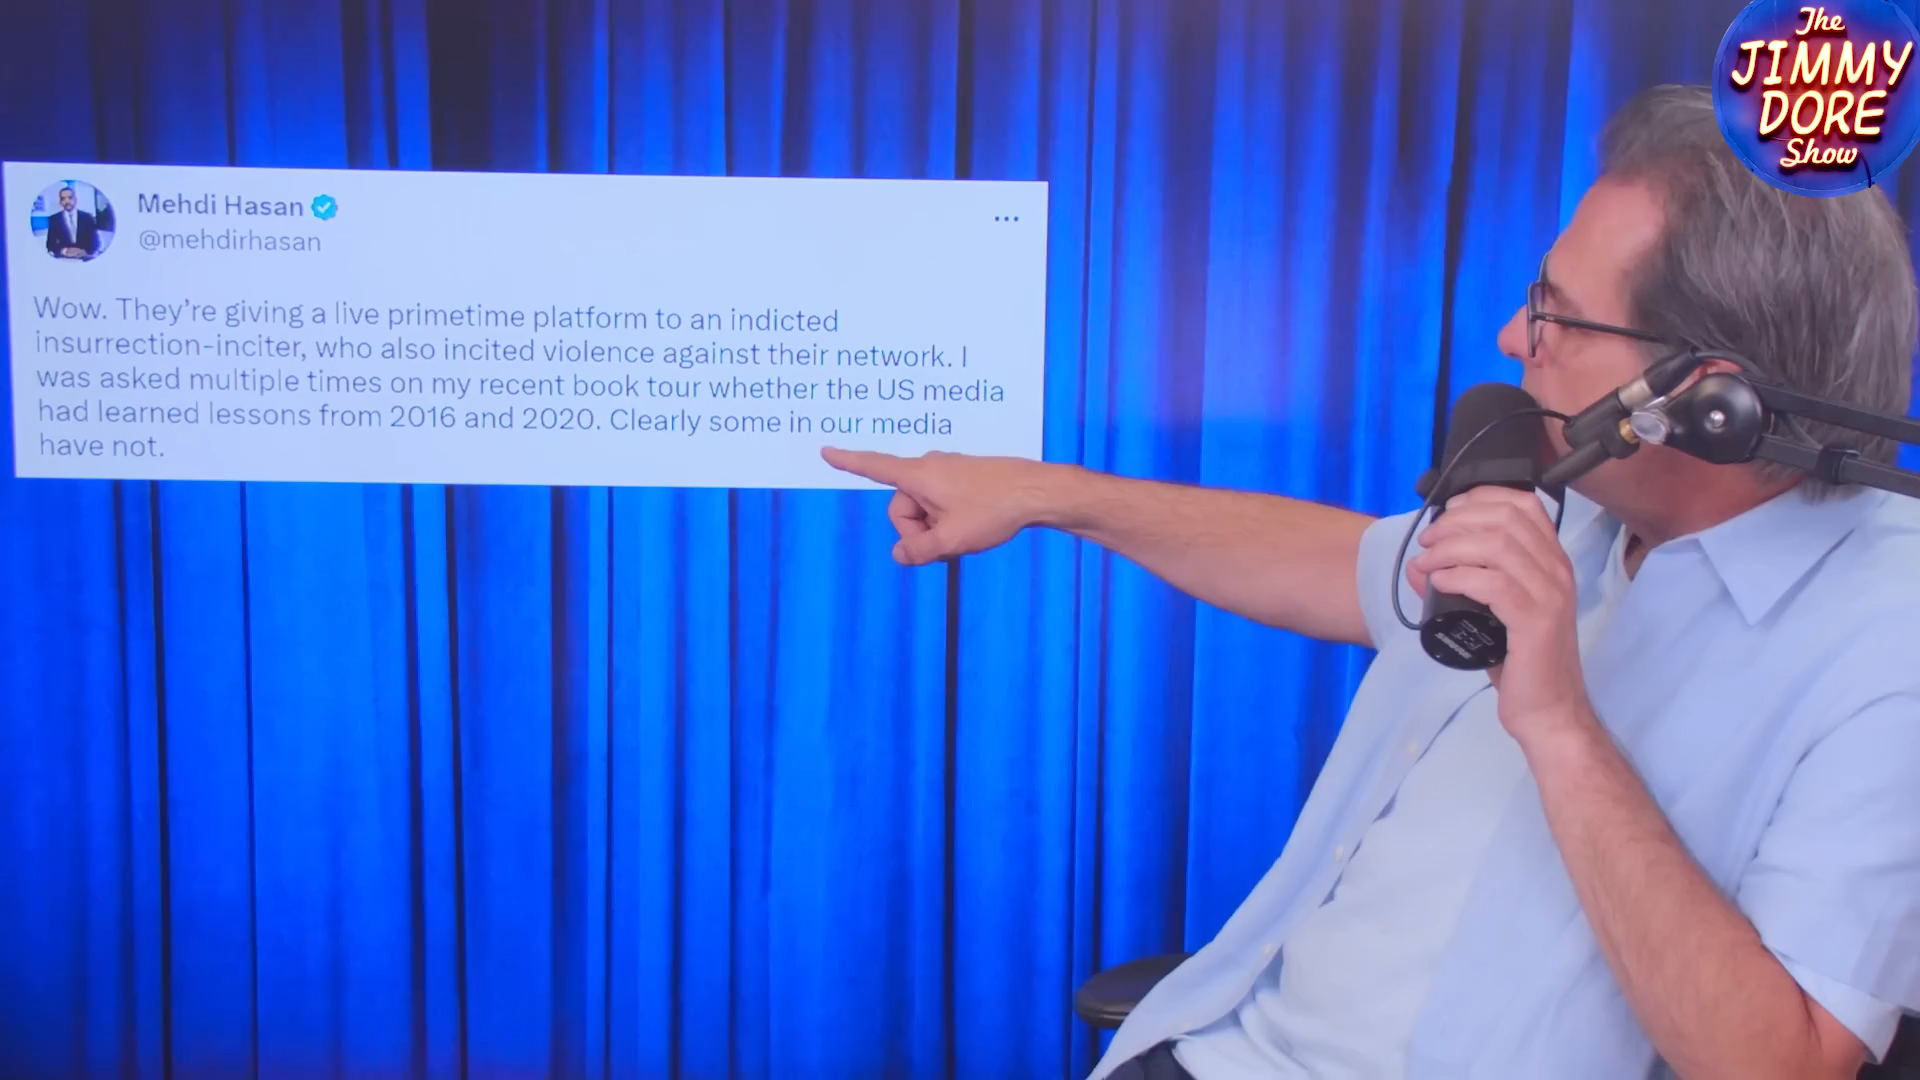 The
JIMMY
DORE
Show
Mehdi Hasan
@mehdirhasan
Wow. They’re giving a live primetime platform to an indicted
insurrection-inciter, who also incited violence against their network. I
was asked multiple times on my recent book tour whether the US media
had learned lessons from 2016 and 2020. Clearly some in our media
have not.